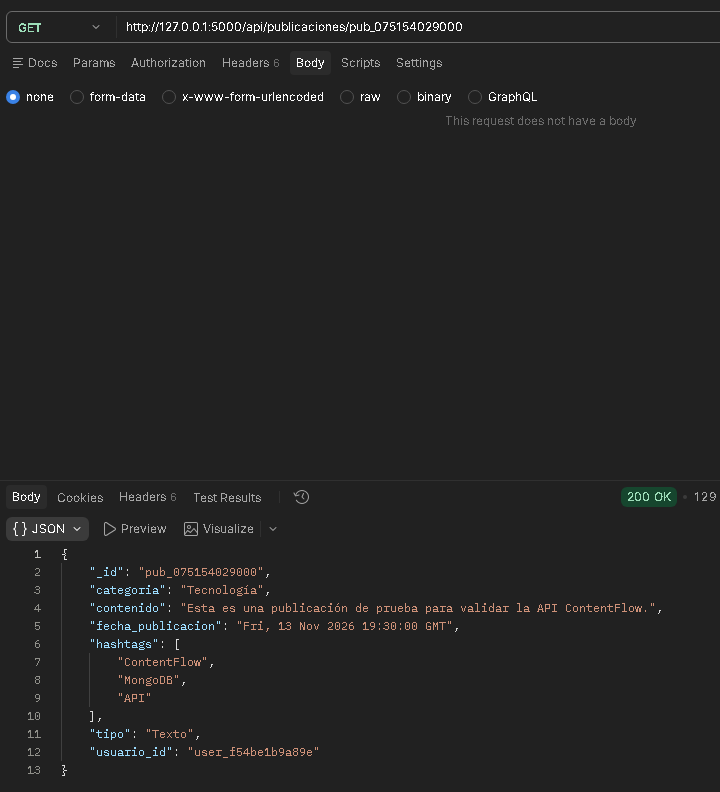 GET http://127.0.0.1:5000/api/publicaciones/pub_075154029000
Docs Params Authorization Headers 6 Body Scripts Settings
none form-data x-www-form-urlencoded raw binary GraphQL
This request does not have a body
Body Cookies Headers 6 Test Results 200 OK • 129
{} JSON Preview Visualize
1 {
2 "_id": "pub_075154029000",
3 "categoria": "Tecnología",
4 "contenido": "Esta es una publicación de prueba para validar la API ContentFlow.",
5 "fecha_publicacion": "Fri, 13 Nov 2026 19:30:00 GMT",
6 "hashtags": [
7 "ContentFlow",
8 "MongoDB",
9 "API"
10 ],
11 "tipo": "Texto",
12 "usuario_id": "user_f54be1b9a89e"
13 }